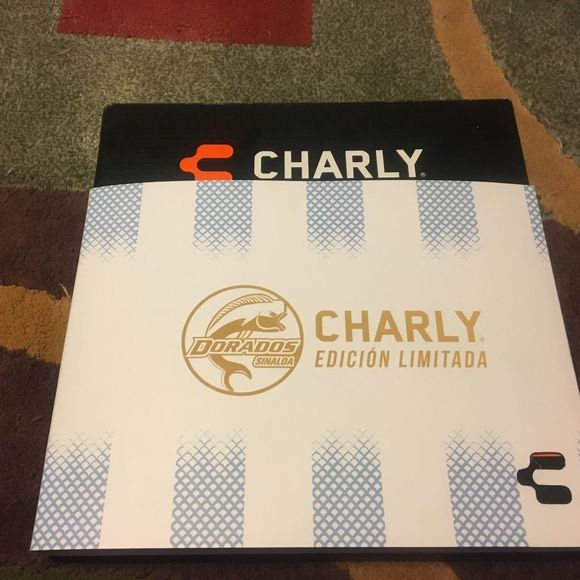 CHARLY®
DORADOS
SINALOA
CHARLY®
EDICIÓN LIMITADA